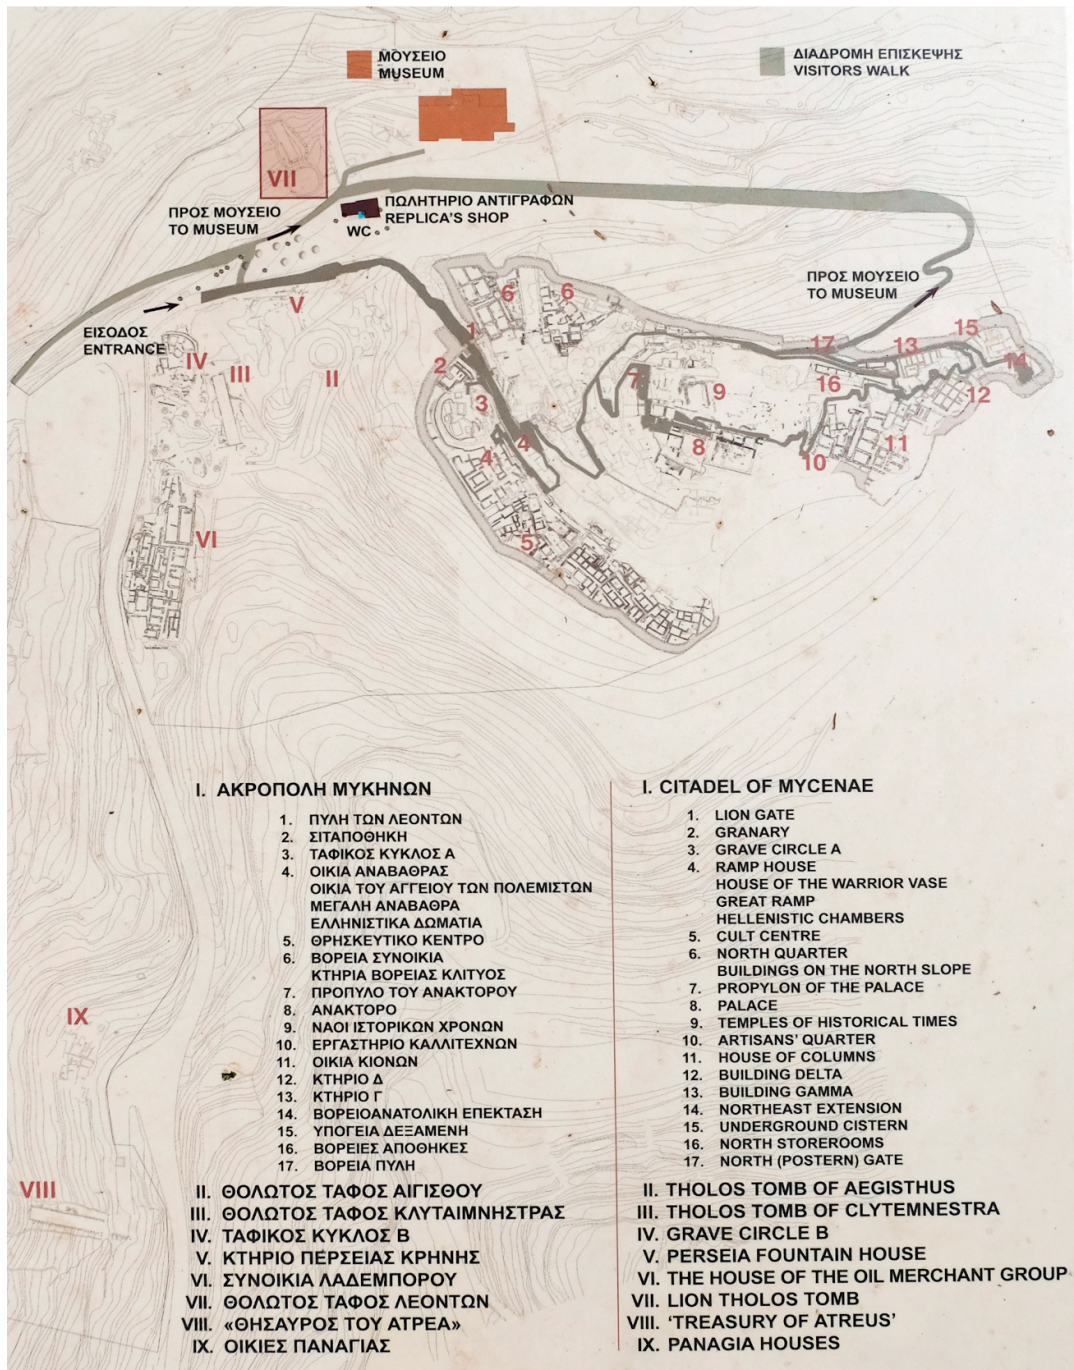 ΜΟΥΣΕΙΟ
MUSEUM
ΔΙΑΔΡΟΜΗ ΕΠΙΣΚΕΨΗΣ
VISITORS WALK
VII
ΠΡΟΣ ΜΟΥΣΕΙΟ
TO MUSEUM
ΠΩΛΗΤΗΡΙΟ ΑΝΤΙΓΡΑΦΩΝ
REPLICA'S SHOP
WC
ΠΡΟΣ ΜΟΥΣΕΙΟ
TO MUSEUM
ΕΙΣΟΔΟΣ
ENTRANCE
V
IV
III
II
VI
1
2
3
4
4
5
6
6
7
8
9
10
11
12
13
14
15
16
17
IX
VIII
I. ΑΚΡΟΠΟΛΗ ΜΥΚΗΝΩΝ
1. ΠΥΛΗ ΤΩΝ ΛΕΟΝΤΩΝ
2. ΣΙΤΑΠΟΘΗΚΗ
3. ΤΑΦΙΚΟΣ ΚΥΚΛΟΣ Α
4. ΟΙΚΙΑ ΑΝΑΒΑΘΡΑΣ
ΟΙΚΙΑ ΤΟΥ ΑΓΓΕΙΟΥ ΤΩΝ ΠΟΛΕΜΙΣΤΩΝ
ΜΕΓΑΛΗ ΑΝΑΒΑΘΡΑ
ΕΛΛΗΝΙΣΤΙΚΑ ΔΩΜΑΤΙΑ
5. ΘΡΗΣΚΕΥΤΙΚΟ ΚΕΝΤΡΟ
6. ΒΟΡΕΙΑ ΣΥΝΟΙΚΙΑ
ΚΤΗΡΙΑ ΒΟΡΕΙΑΣ ΚΛΙΤΥΟΣ
7. ΠΡΟΠΥΛΟ ΤΟΥ ΑΝΑΚΤΟΡΟΥ
8. ΑΝΑΚΤΟΡΟ
9. ΝΑΟΙ ΙΣΤΟΡΙΚΩΝ ΧΡΟΝΩΝ
10. ΕΡΓΑΣΤΗΡΙΟ ΚΑΛΛΙΤΕΧΝΩΝ
11. ΟΙΚΙΑ ΚΙΟΝΩΝ
12. ΚΤΗΡΙΟ Δ
13. ΚΤΗΡΙΟ Γ
14. ΒΟΡΕΙΟΑΝΑΤΟΛΙΚΗ ΕΠΕΚΤΑΣΗ
15. ΥΠΟΓΕΙΑ ΔΕΞΑΜΕΝΗ
16. ΒΟΡΕΙΕΣ ΑΠΟΘΗΚΕΣ
17. ΒΟΡΕΙΑ ΠΥΛΗ
II. ΘΟΛΩΤΟΣ ΤΑΦΟΣ ΑΙΓΙΣΘΟΥ
III. ΘΟΛΩΤΟΣ ΤΑΦΟΣ ΚΛΥΤΑΙΜΝΗΣΤΡΑΣ
IV. ΤΑΦΙΚΟΣ ΚΥΚΛΟΣ Β
V. ΚΤΗΡΙΟ ΠΕΡΣΕΙΑΣ ΚΡΗΝΗΣ
VI. ΣΥΝΟΙΚΙΑ ΛΑΔΕΜΠΟΡΟΥ
VII. ΘΟΛΩΤΟΣ ΤΑΦΟΣ ΛΕΟΝΤΩΝ
VIII. «ΘΗΣΑΥΡΟΣ ΤΟΥ ΑΤΡΕΑ»
IX. ΟΙΚΙΕΣ ΠΑΝΑΓΙΑΣ
I. CITADEL OF MYCENAE
1. LION GATE
2. GRANARY
3. GRAVE CIRCLE A
4. RAMP HOUSE
HOUSE OF THE WARRIOR VASE
GREAT RAMP
HELLENISTIC CHAMBERS
5. CULT CENTRE
6. NORTH QUARTER
BUILDINGS ON THE NORTH SLOPE
7. PROPYLON OF THE PALACE
8. PALACE
9. TEMPLES OF HISTORICAL TIMES
10. ARTISANS' QUARTER
11. HOUSE OF COLUMNS
12. BUILDING DELTA
13. BUILDING GAMMA
14. NORTHEAST EXTENSION
15. UNDERGROUND CISTERN
16. NORTH STOREROOMS
17. NORTH (POSTERN) GATE
II. THOLOS TOMB OF AEGISTHUS
III. THOLOS TOMB OF CLYTEMNESTRA
IV. GRAVE CIRCLE B
V. PERSEIA FOUNTAIN HOUSE
VI. THE HOUSE OF THE OIL MERCHANT GROUP
VII. LION THOLOS TOMB
VIII. 'TREASURY OF ATREUS'
IX. PANAGIA HOUSES